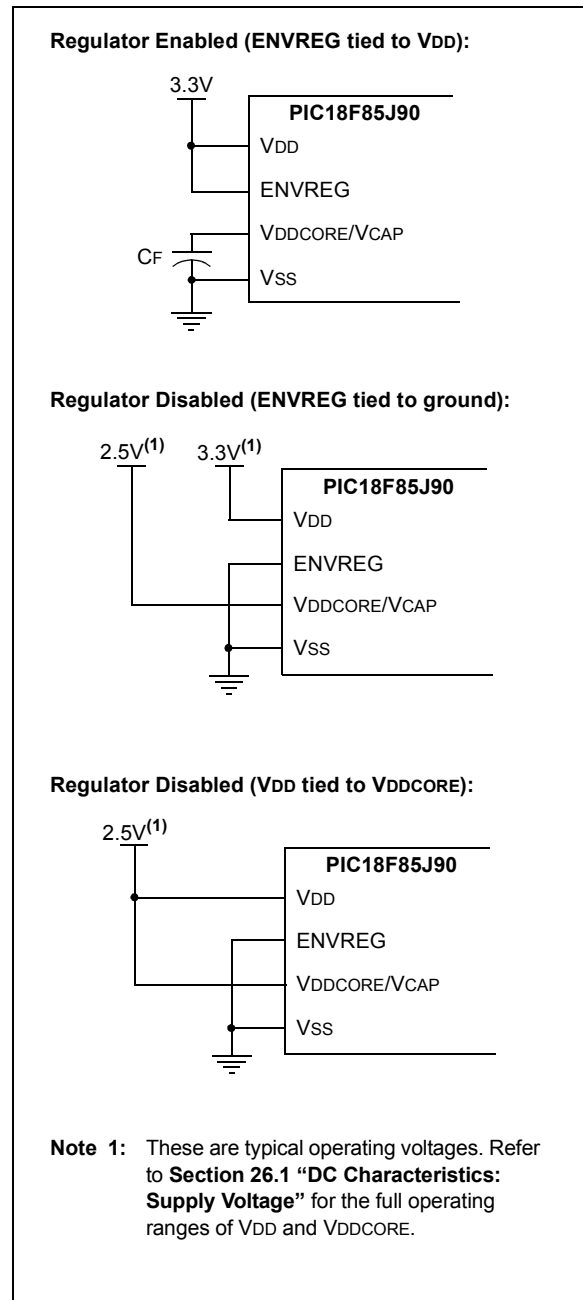 Regulator Enabled (ENVREG tied to VDD):
3.3V
PIC18F85J90
VDD
ENVREG
VDDCORE/VCAP
CF
VSS
Regulator Disabled (ENVREG tied to ground):
2.5V(1) 3.3V(1)
PIC18F85J90
VDD
ENVREG
VDDCORE/VCAP
VSS
Regulator Disabled (VDD tied to VDDCORE):
2.5V(1)
PIC18F85J90
VDD
ENVREG
VDDCORE/VCAP
VSS
Note 1: These are typical operating voltages. Refer
to Section 26.1 “DC Characteristics:
Supply Voltage” for the full operating
ranges of VDD and VDDCORE.